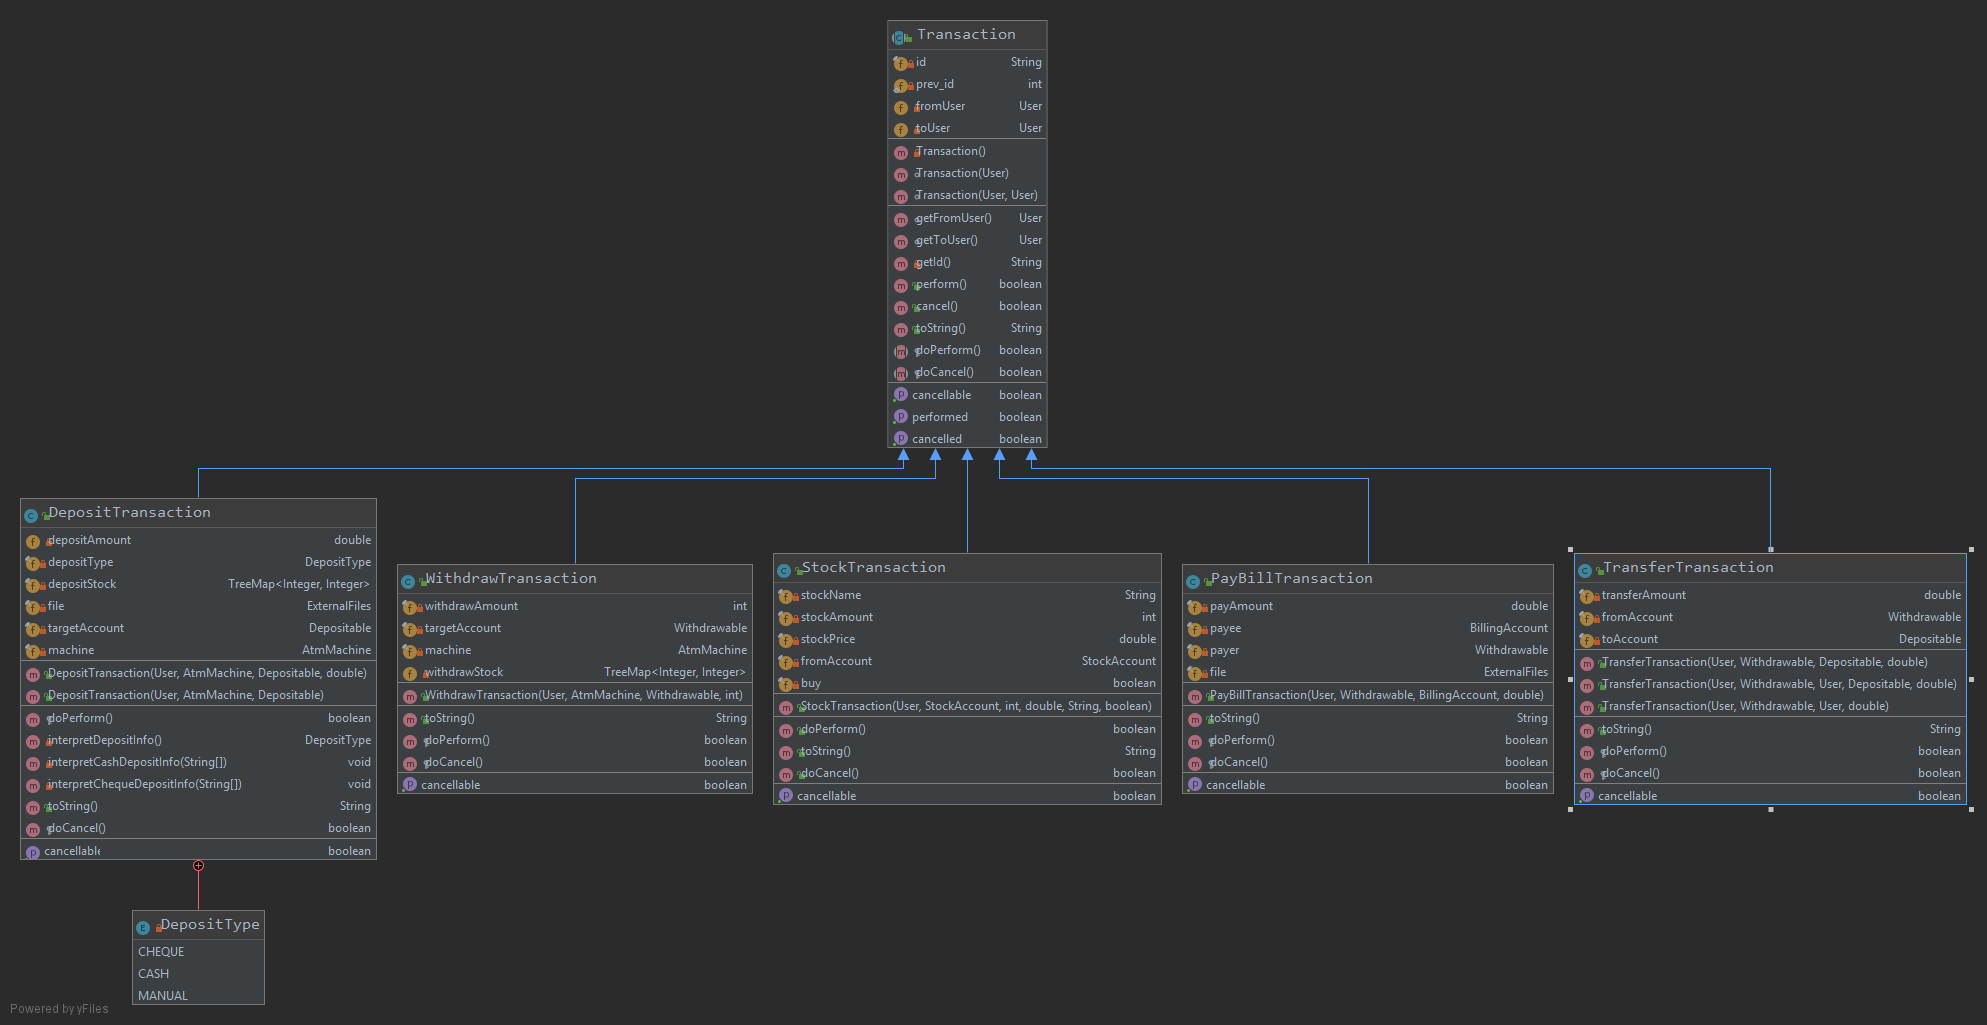 Transaction
id String
prev_id int
fromUser User
toUser User
Transaction()
Transaction(User)
Transaction(User, User)
getFromUser() User
getToUser() User
getId() String
perform() boolean
cancel() boolean
toString() String
doPerform() boolean
doCancel() boolean
cancellable boolean
performed boolean
cancelled boolean
DepositTransaction
depositAmount double
depositType DepositType
depositStock TreeMap<Integer, Integer>
file ExternalFiles
targetAccount Depositable
machine AtmMachine
DepositTransaction(User, AtmMachine, Depositable, double)
DepositTransaction(User, AtmMachine, Depositable)
doPerform() boolean
interpretDepositInfo() DepositType
interpretCashDepositInfo(String[]) void
interpretChequeDepositInfo(String[]) void
toString() String
doCancel() boolean
cancellable boolean
WithdrawTransaction
withdrawAmount int
targetAccount Withdrawable
machine AtmMachine
withdrawStock TreeMap<Integer, Integer>
WithdrawTransaction(User, AtmMachine, Withdrawable, int)
toString() String
doPerform() boolean
doCancel() boolean
cancellable boolean
StockTransaction
stockName String
stockAmount int
stockPrice double
fromAccount StockAccount
buy boolean
StockTransaction(User, StockAccount, int, double, String, boolean)
doPerform() boolean
toString() String
doCancel() boolean
cancellable boolean
PayBillTransaction
payAmount double
payee BillingAccount
payer Withdrawable
file ExternalFiles
PayBillTransaction(User, Withdrawable, BillingAccount, double)
toString() String
doPerform() boolean
doCancel() boolean
cancellable boolean
TransferTransaction
transferAmount double
fromAccount Withdrawable
toAccount Depositable
TransferTransaction(User, Withdrawable, Depositable, double)
TransferTransaction(User, Withdrawable, User, Depositable, double)
TransferTransaction(User, Withdrawable, User, double)
toString() String
doPerform() boolean
doCancel() boolean
cancellable boolean
DepositType
CHEQUE
CASH
MANUAL
Powered by yFiles